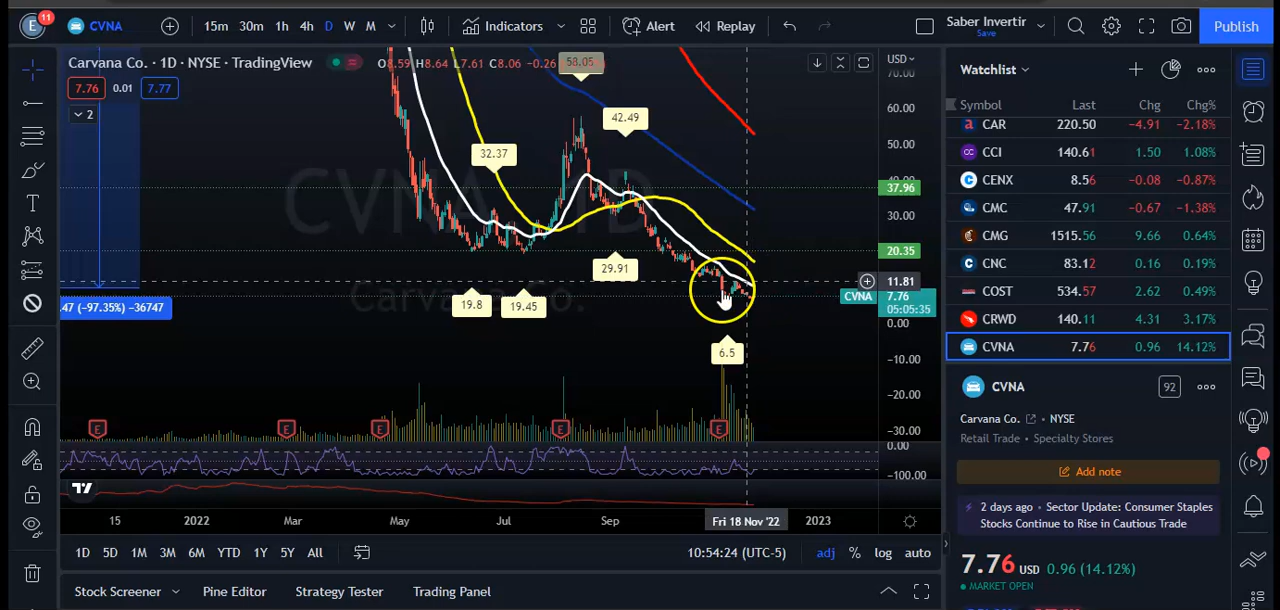 E 11 CVNA 15m 30m 1h 4h D W M Indicators Alert Replay Saber Invertir Save Publish
Carvana Co. · 1D · NYSE · TradingView O8.59 H8.64 L7.61 C8.06 −0.26
7.76 0.01 7.77
2
58.05
42.49
32.37
29.91
19.8
19.45
6.5
CVNA 1D
Carvana Co.
.47 (−97.35%) −36747
USD
70.00
60.00
50.00
40.00
37.96
30.00
20.35
11.81
CVNA 7.76
05:05:35
0.00
−10.00
−20.00
−30.00
0.00
−100.00
E E E E E
15 2022 Mar May Jul Sep Fri 18 Nov '22 2023
1D 5D 1M 3M 6M YTD 1Y 5Y All 10:54:24 (UTC-5) adj % log auto
Stock Screener Pine Editor Strategy Tester Trading Panel
Watchlist
Symbol Last Chg Chg%
CAR 220.50 −4.91 −2.18%
CCI 140.61 1.50 1.08%
CENX 8.56 −0.08 −0.87%
CMC 47.91 −0.67 −1.38%
CMG 1515.56 9.66 0.64%
CNC 83.12 0.16 0.19%
COST 534.57 2.62 0.49%
CRWD 140.11 4.31 3.17%
CVNA 7.76 0.96 14.12%
CVNA 92
Carvana Co. · NYSE
Retail Trade · Specialty Stores
Add note
2 days ago · Sector Update: Consumer Staples
Stocks Continue to Rise in Cautious Trade
7.76 USD 0.96 (14.12%)
MARKET OPEN